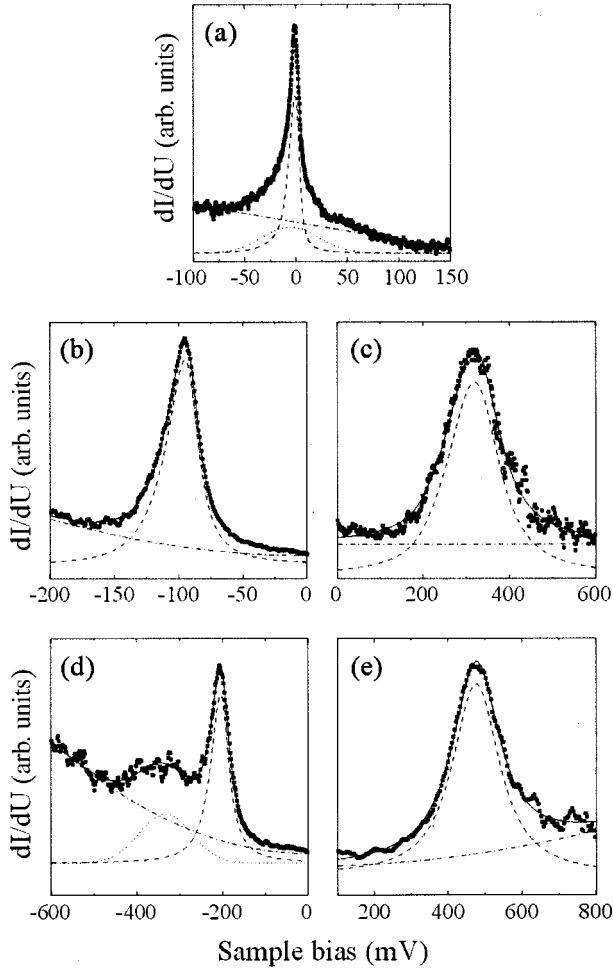 (a)
dI/dU (arb. units)
-100 -50 0 50 100 150
(b) (c)
dI/dU (arb. units)
-200 -150 -100 -50 0 0 200 400 600
(d) (e)
dI/dU (arb. units)
-600 -400 -200 0 200 400 600 800
Sample bias (mV)